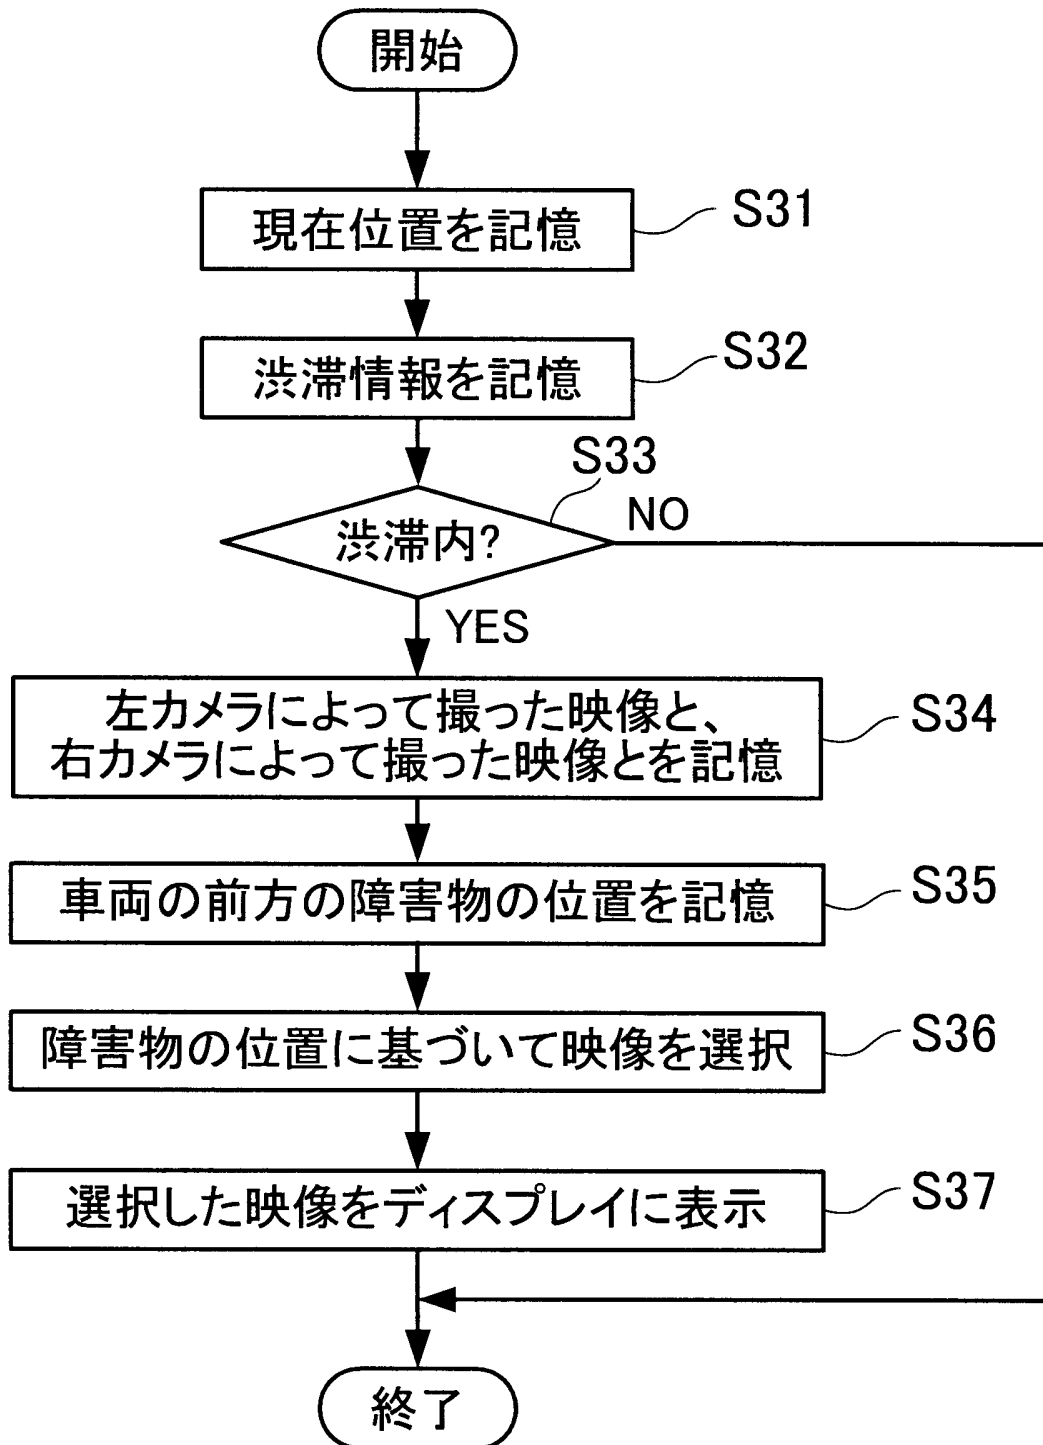 開始
現在位置を記憶
S31
渋滞情報を記憶
S32
S33
渋滞内?
NO
YES
左カメラによって撮った映像と、
右カメラによって撮った映像とを記憶
S34
車両の前方の障害物の位置を記憶
S35
障害物の位置に基づいて映像を選択
S36
選択した映像をディスプレイに表示
S37
終了